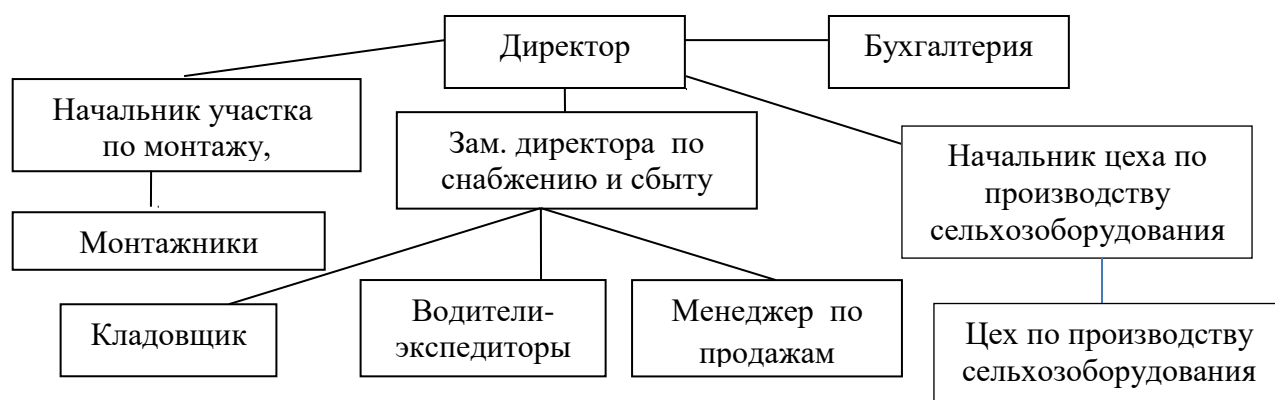 Директор
Бухгалтерия
Начальник участка
по монтажу,
Зам. директора по
снабжению и сбыту
Начальник цеха по
производству
сельхозоборудования
Монтажники
Кладовщик
Водители-
экспедиторы
Менеджер по
продажам
Цех по производству
сельхозоборудования